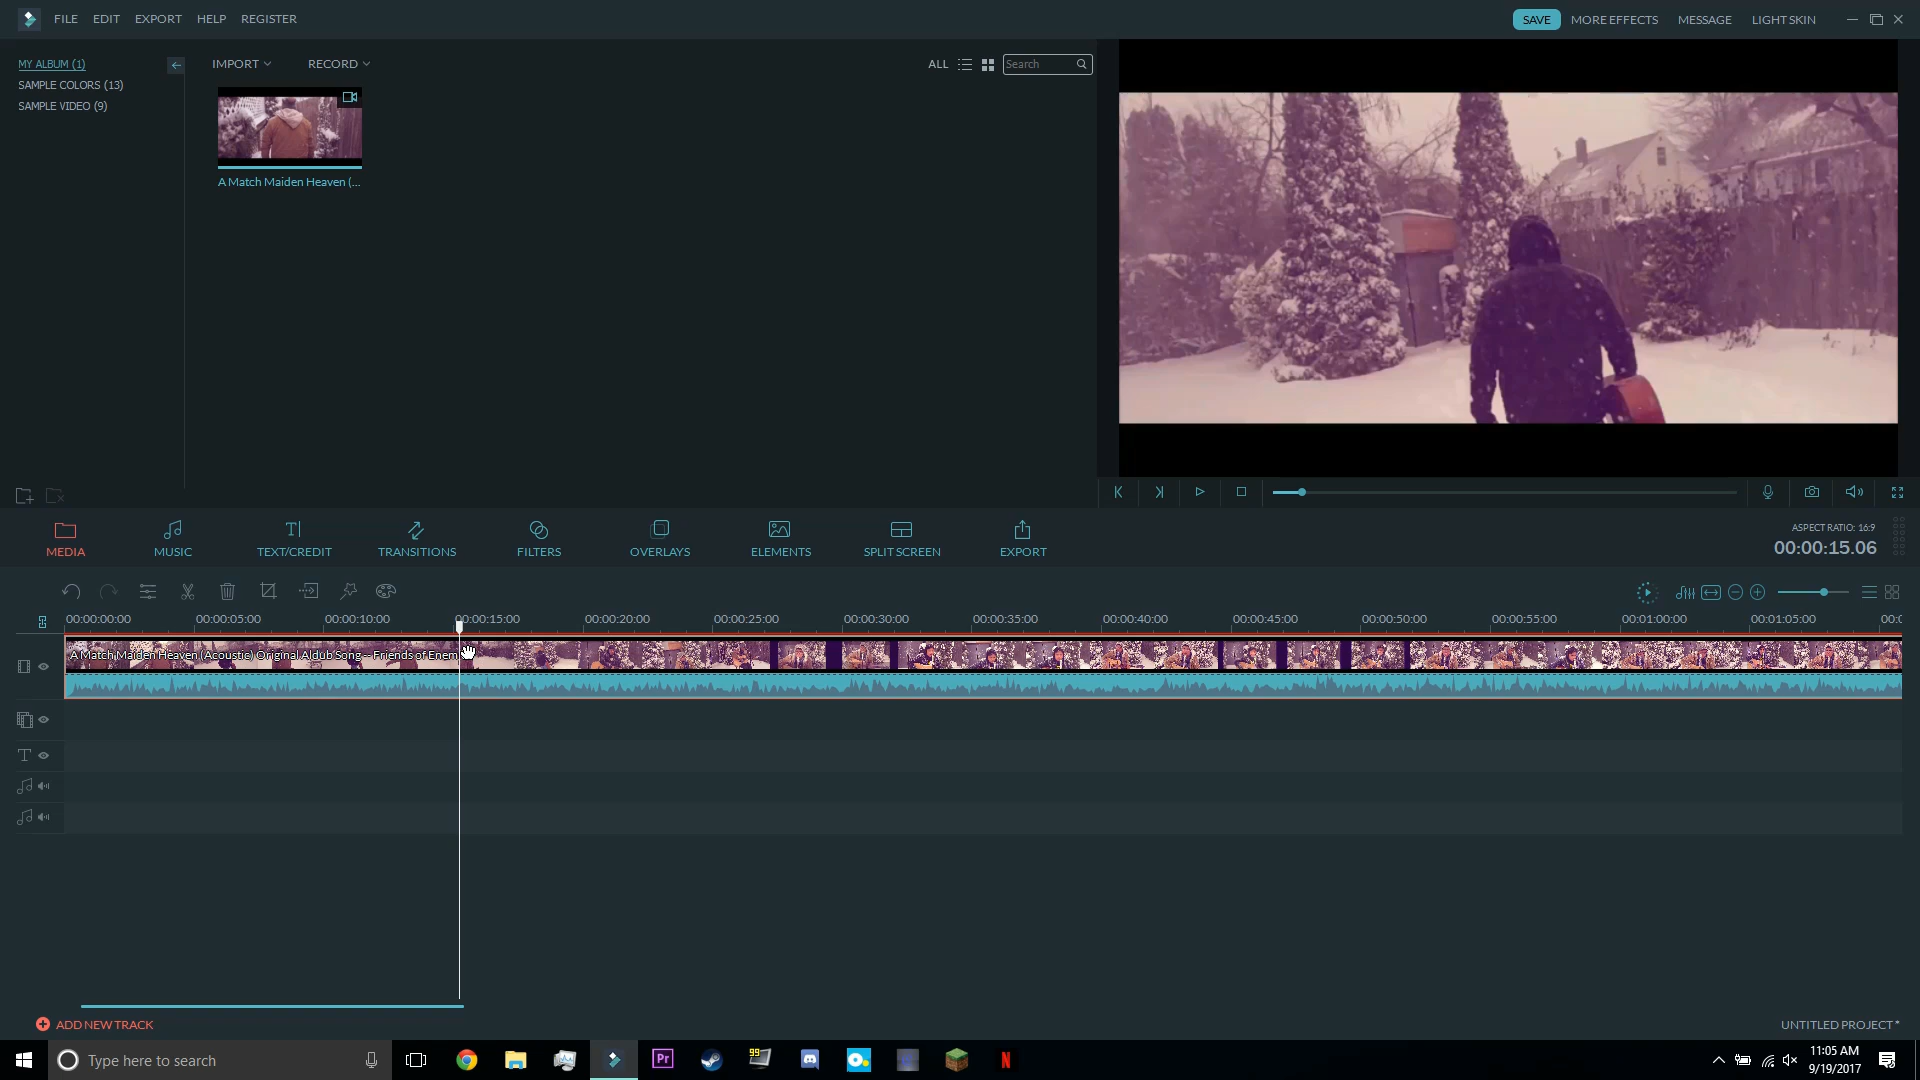 FILE EDIT EXPORT HELP REGISTER SAVE MORE EFFECTS MESSAGE LIGHT SKIN
MY ALBUM (1) IMPORT RECORD ALL Search
SAMPLE COLORS (13)
SAMPLE VIDEO (9)
A Match Maiden Heaven (...
MEDIA MUSIC TEXT/CREDIT TRANSITIONS FILTERS OVERLAYS ELEMENTS SPLIT SCREEN EXPORT
ASPECT RATIO: 16:9
00:00:15.06
00:00:00:00 00:00:05:00 00:00:10:00 00:00:15:00 00:00:20:00 00:00:25:00 00:00:30:00 00:00:35:00 00:00:40:00 00:00:45:00 00:00:50:00 00:00:55:00 00:01:00:00 00:01:05:00 00:0
A Match Maiden Heaven (Acoustic) Original Aldub Song -- Friends of Enem
T
ADD NEW TRACK UNTITLED PROJECT *
Type here to search Pr 99 N 11:05 AM
9/19/2017